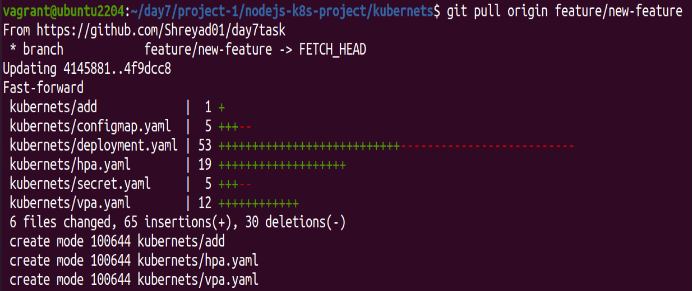 vagrant@ubuntu2204:~/day7/project-1/nodejs-k8s-project/kubernets$ git pull origin feature/new-feature
From https://github.com/Shreyad01/day7task
 * branch            feature/new-feature -> FETCH_HEAD
Updating 4145881..4f9dcc8
Fast-forward
 kubernets/add             |  1 +
 kubernets/configmap.yaml  |  5 +++--
 kubernets/deployment.yaml | 53 +++++++++++++++++++++++++++--------------------------
 kubernets/hpa.yaml        | 19 +++++++++++++++++++
 kubernets/secret.yaml     |  5 +++--
 kubernets/vpa.yaml        | 12 ++++++++++++
 6 files changed, 65 insertions(+), 30 deletions(-)
 create mode 100644 kubernets/add
 create mode 100644 kubernets/hpa.yaml
 create mode 100644 kubernets/vpa.yaml